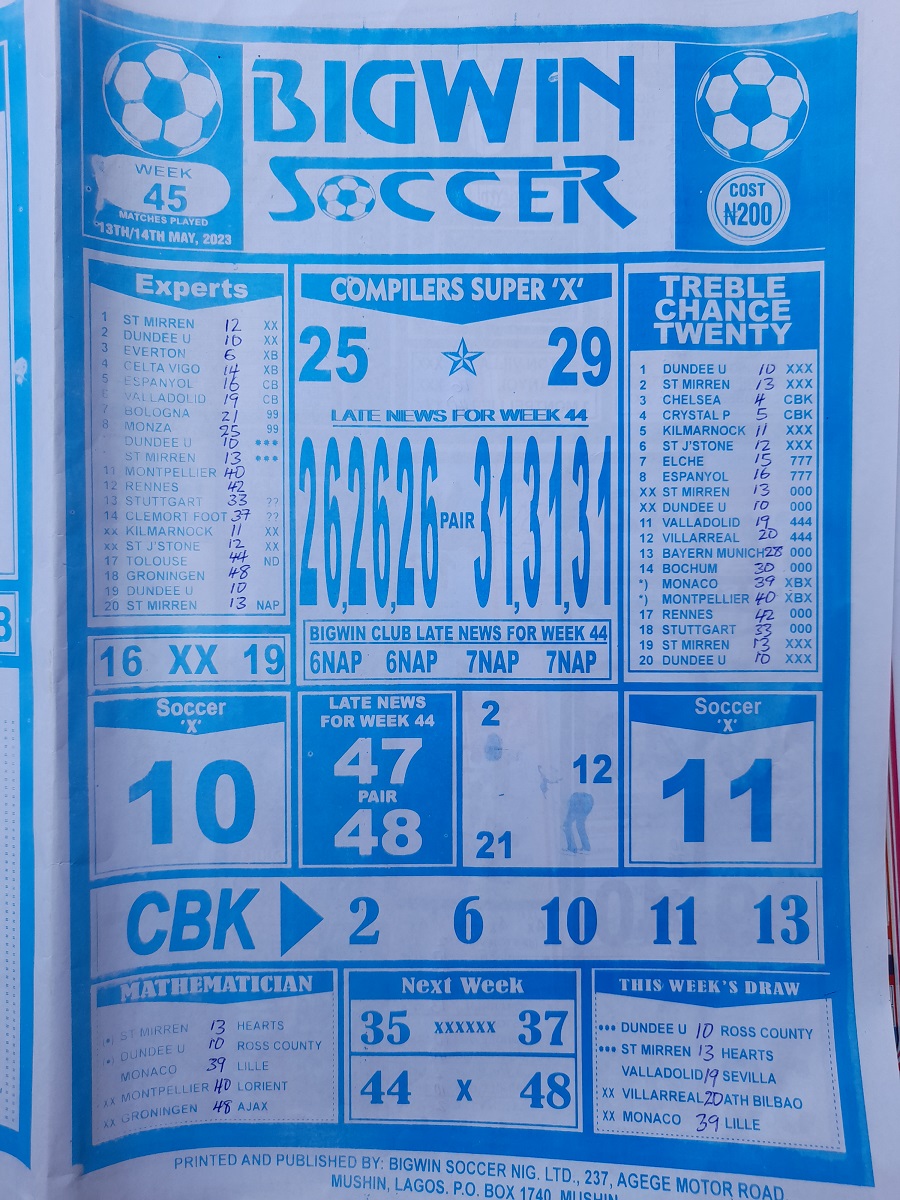 BIGWIN
SOCCER
WEEK
45
MATCHES PLAYED
13TH/14TH MAY, 2023
COST
₦200
Experts
1 ST MIRREN 12 XX
2 DUNDEE U 10 XX
3 EVERTON 6 XB
4 CELTA VIGO 14 XB
5 ESPANYOL 16 CB
6 VALLADOLID 19 CB
7 BOLOGNA 21 99
8 MONZA 25 99
DUNDEE U 10 ***
ST MIRREN 13 ***
11 MONTPELLIER 40
12 RENNES 42
13 STUTTGART 33 ??
14 CLEMORT FOOT 37 ??
xx KILMARNOCK 11 XX
xx ST J'STONE 12 XX
17 TOLOUSE 44 ND
18 GRONINGEN 48
19 DUNDEE U 10
20 ST MIRREN 13 NAP
16 XX 19
COMPILERS SUPER 'X'
25 29
LATE NEWS FOR WEEK 44
26,26,26 PAIR 31,31,31
BIGWIN CLUB LATE NEWS FOR WEEK 44
6NAP 6NAP 7NAP 7NAP
TREBLE
CHANCE
TWENTY
1 DUNDEE U 10 XXX
2 ST MIRREN 13 XXX
3 CHELSEA 4 CBK
4 CRYSTAL P 5 CBK
5 KILMARNOCK 11 XXX
6 ST J'STONE 12 XXX
7 ELCHE 15 777
8 ESPANYOL 16 777
XX ST MIRREN 13 000
XX DUNDEE U 10 000
11 VALLADOLID 19 444
12 VILLARREAL 20 444
13 BAYERN MUNICH 28 000
14 BOCHUM 30 000
*) MONACO 39 XBX
*) MONTPELLIER 40 XBX
17 RENNES 42 000
18 STUTTGART 33 000
19 ST MIRREN 13 XXX
20 DUNDEE U 10 XXX
Soccer
'X'
10
LATE NEWS
FOR WEEK 44
47
PAIR
48
2
12
21
Soccer
'X'
11
CBK 2 6 10 11 13
MATHEMATICIAN
(•) ST MIRREN 13 HEARTS
(•) DUNDEE U 10 ROSS COUNTY
MONACO 39 LILLE
XX MONTPELLIER 40 LORIENT
XX GRONINGEN 48 AJAX
Next Week
35 XXXXXX 37
44 X 48
THIS WEEK'S DRAW
••• DUNDEE U 10 ROSS COUNTY
••• ST MIRREN 13 HEARTS
VALLADOLID 19 SEVILLA
XX VILLARREAL 20 ATH BILBAO
XX MONACO 39 LILLE
PRINTED AND PUBLISHED BY: BIGWIN SOCCER NIG. LTD., 237, AGEGE MOTOR ROAD
MUSHIN, LAGOS. P.O. BOX 1740, MUSHIN